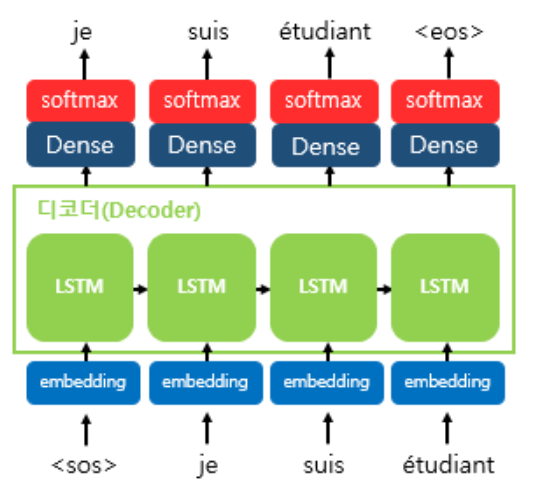 je suis étudiant <eos>
softmax softmax softmax softmax
Dense Dense Dense Dense
디코더(Decoder)
LSTM LSTM LSTM LSTM
embedding embedding embedding embedding
<sos> je suis étudiant